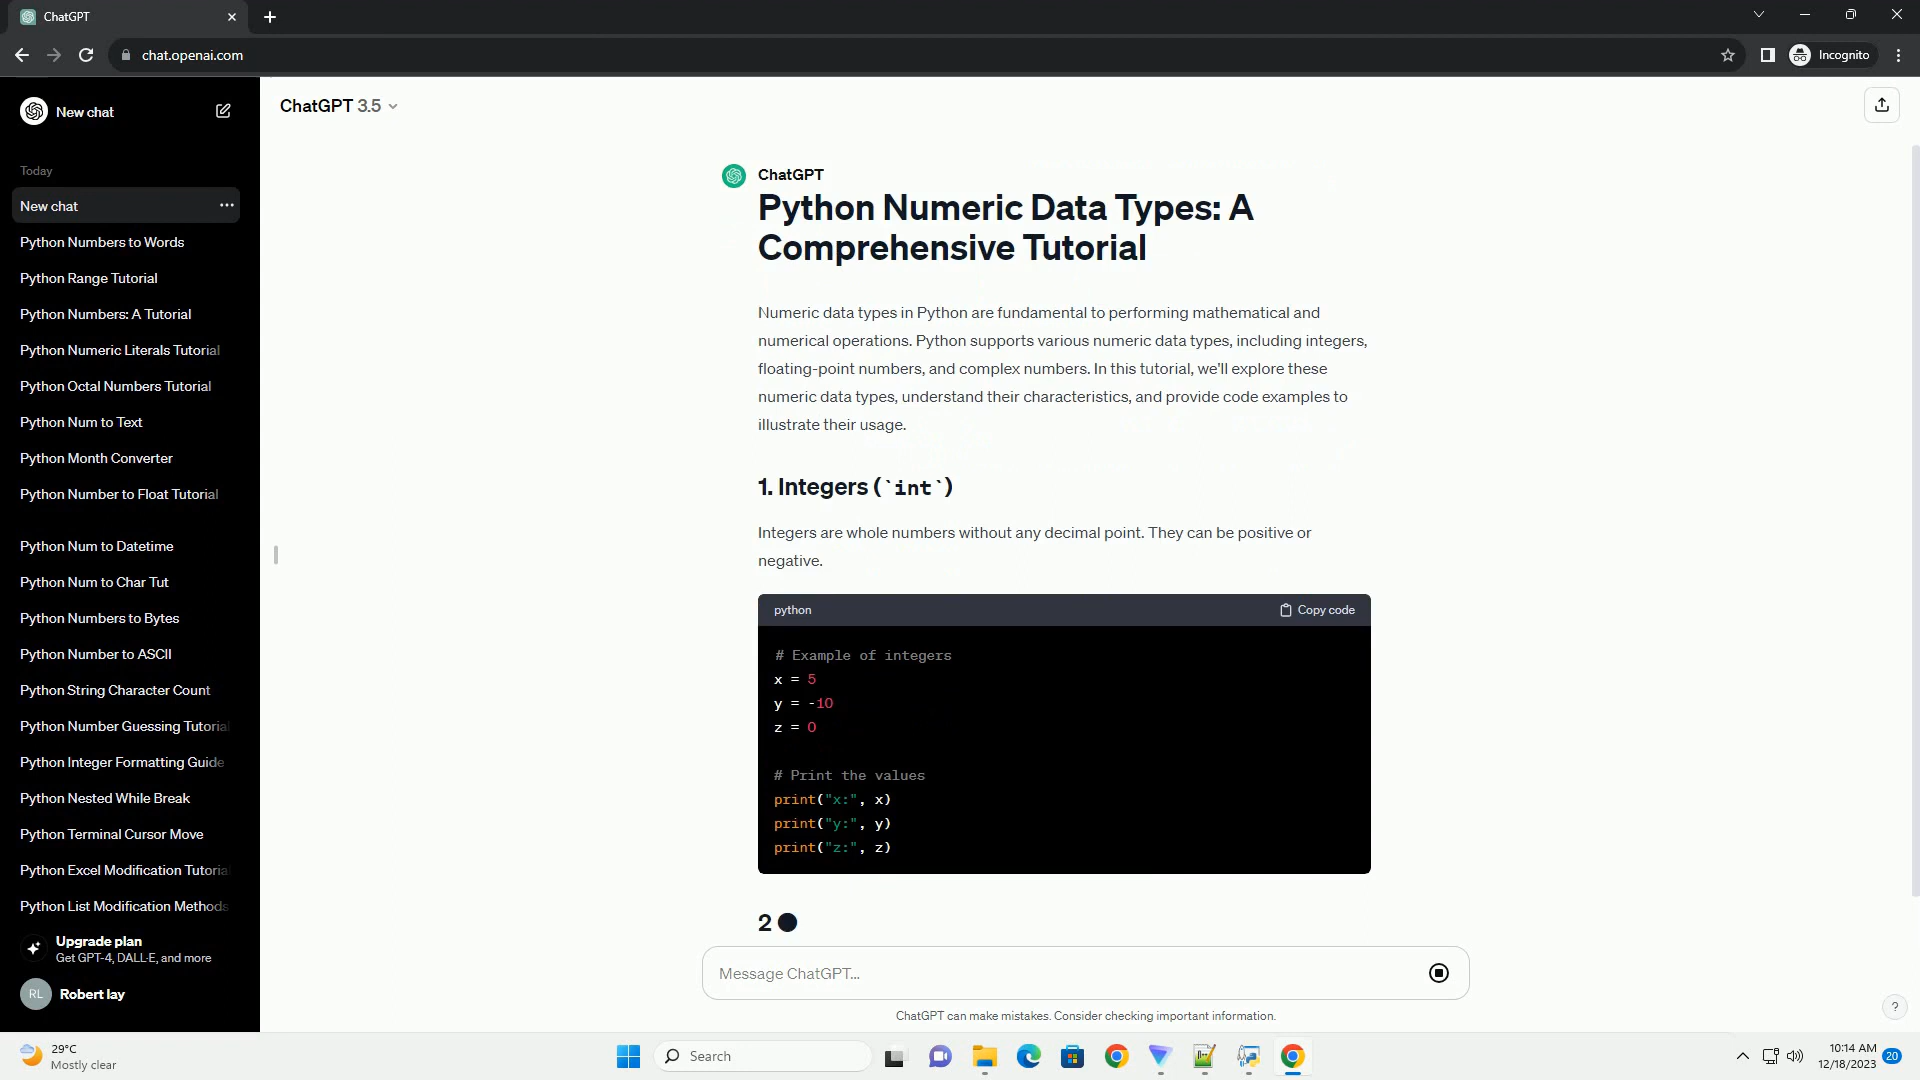 ChatGPT
chat.openai.com
Incognito
New chat
Today
New chat
Python Numbers to Words
Python Range Tutorial
Python Numbers: A Tutorial
Python Numeric Literals Tutorial
Python Octal Numbers Tutorial
Python Num to Text
Python Month Converter
Python Number to Float Tutorial
Python Num to Datetime
Python Num to Char Tut
Python Numbers to Bytes
Python Number to ASCII
Python String Character Count
Python Number Guessing Tutorial
Python Integer Formatting Guide
Python Nested While Break
Python Terminal Cursor Move
Python Excel Modification Tutorial
Python List Modification Methods
Upgrade plan
Get GPT-4, DALL·E, and more
RL
Robert lay
ChatGPT 3.5
ChatGPT
Python Numeric Data Types: A
Comprehensive Tutorial
Numeric data types in Python are fundamental to performing mathematical and
numerical operations. Python supports various numeric data types, including integers,
floating-point numbers, and complex numbers. In this tutorial, we'll explore these
numeric data types, understand their characteristics, and provide code examples to
illustrate their usage.
1. Integers (`int`)
Integers are whole numbers without any decimal point. They can be positive or
negative.
python
Copy code
# Example of integers
x = 5
y = -10
z = 0
# Print the values
print("x:", x)
print("y:", y)
print("z:", z)
2
Message ChatGPT...
ChatGPT can make mistakes. Consider checking important information.
?
29°C
Mostly clear
Search
10:14 AM
12/18/2023
20